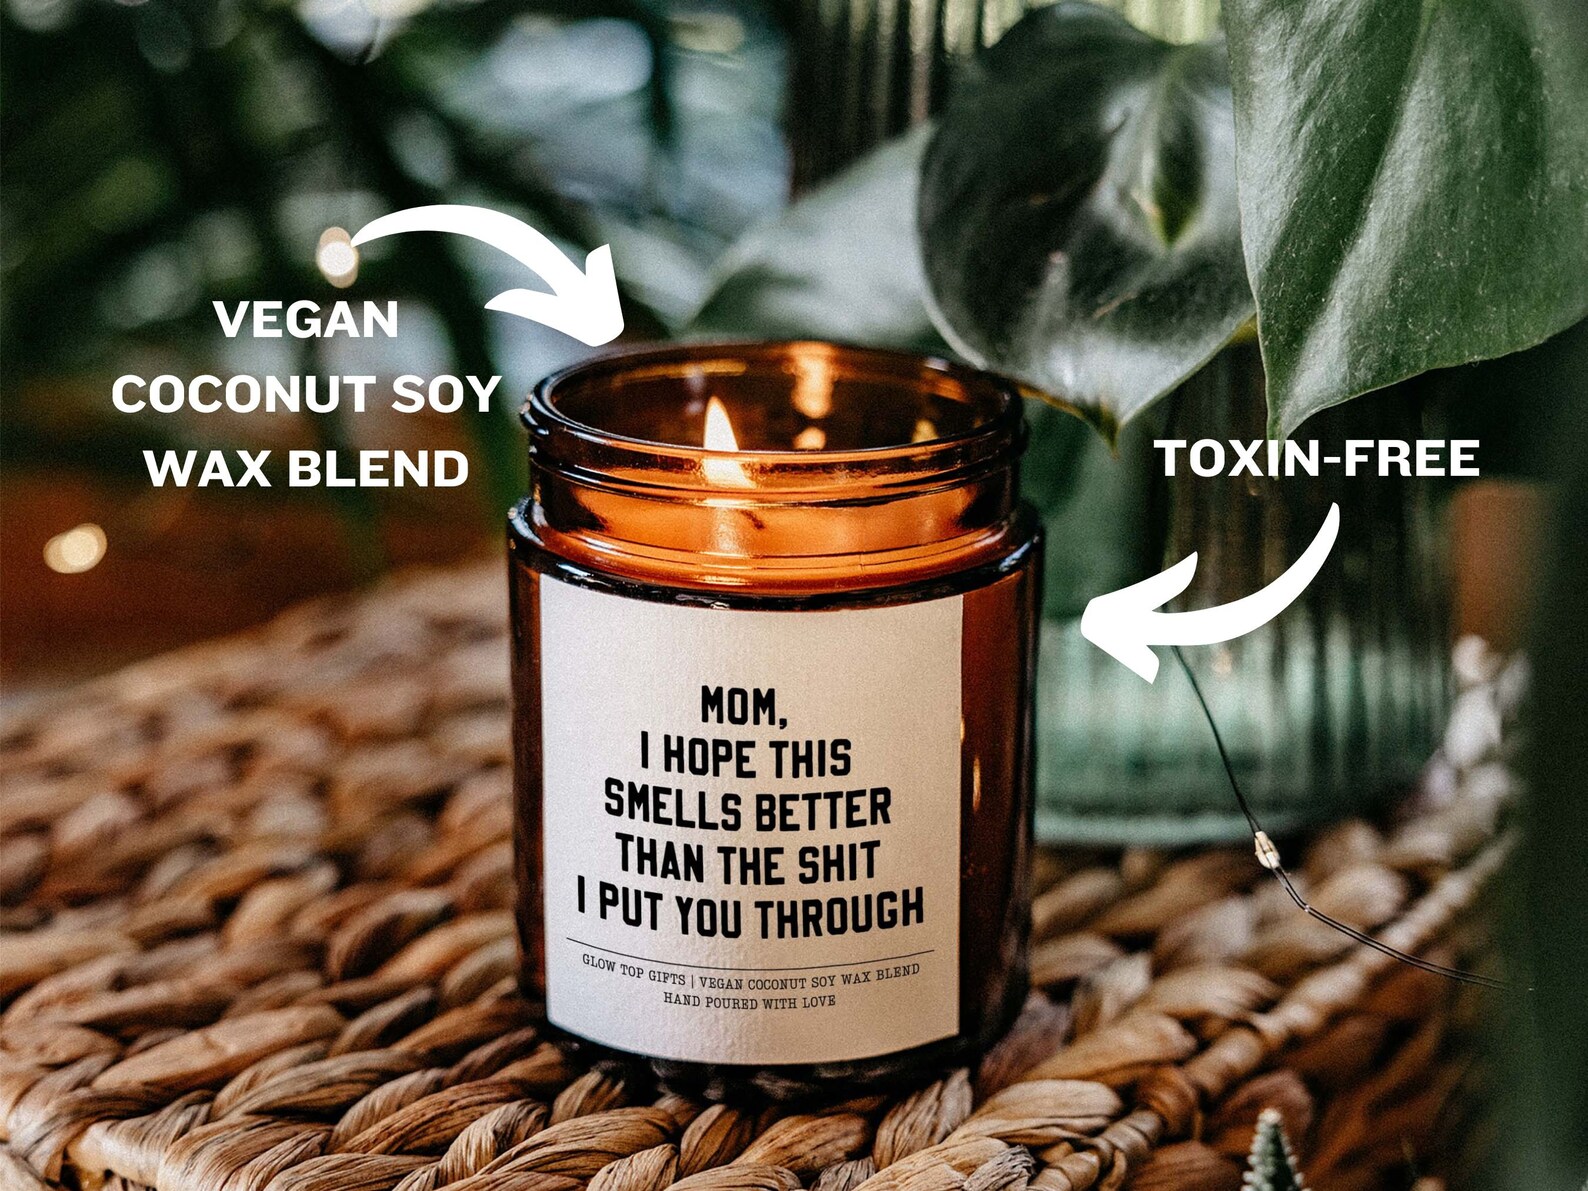 VEGAN
COCONUT SOY
WAX BLEND
TOXIN-FREE
MOM,
I HOPE THIS
SMELLS BETTER
THAN THE SHIT
I PUT YOU THROUGH
GLOW TOP GIFTS | VEGAN COCONUT SOY WAX BLEND
HAND POURED WITH LOVE